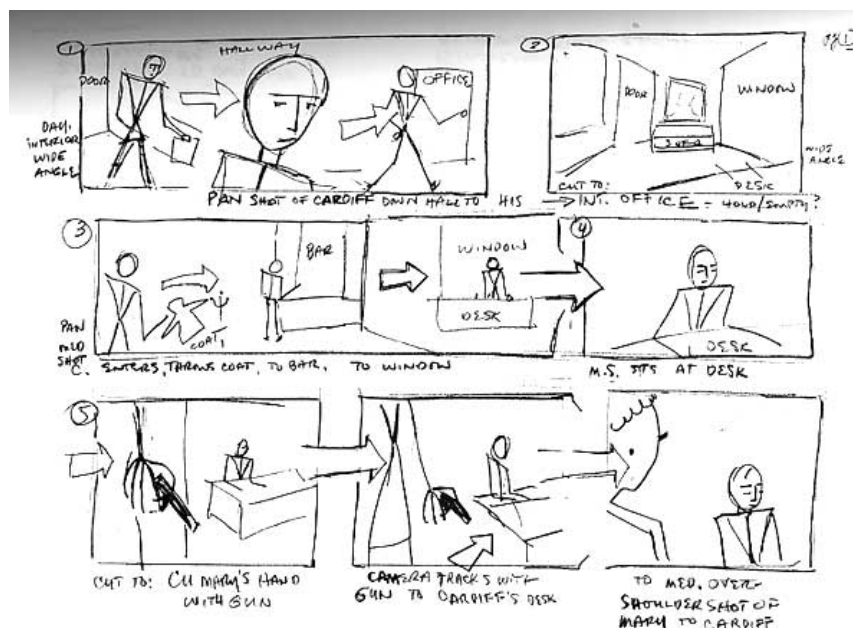 1
HALLWAY
DOOR
OFFICE
DAY.
INTERIOR
WIDE
ANGLE
PAN SHOT OF CARDIFF DOWN HALL TO HIS
2
DOOR
WINDOW
WIDE
ANGLE
DESK
CUT TO:
INT. OFFICE - HOLD/EMPTY?
3
BAR
WINDOW
COAT
DESK
PAN
MED
SHOT
C. ENTERS, THROWS COAT, TO BAR, TO WINDOW
4
DESK
M.S. SITS AT DESK
5
CUT TO: CU MARY'S HAND
WITH GUN
CAMERA TRACKS WITH
GUN TO CARDIFF'S DESK
TO MED. OVER-
SHOULDER SHOT OF
MARY TO CARDIFF